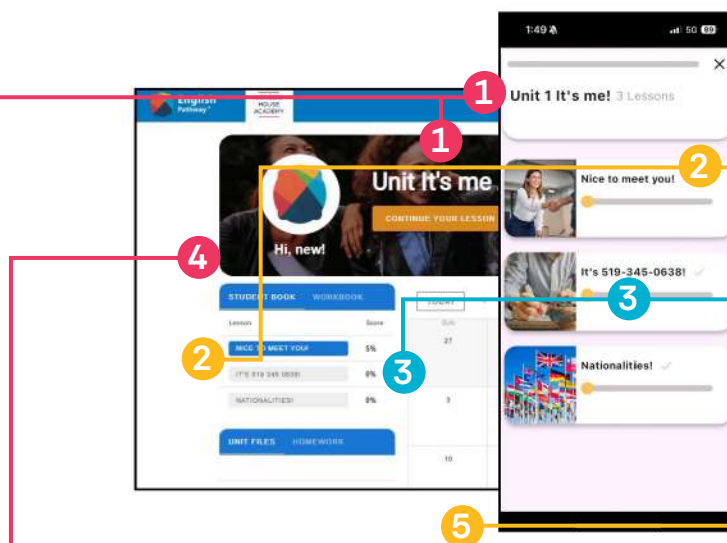 English
Pathway
HOUSE
ACADEMY
Unit It's me
CONTINUE YOUR LESSON
Hi, new!
STUDENT BOOK WORKBOOK
Lesson Score
NICE TO MEET YOU! 5%
IT'S 519 345 0638! 0%
NATIONALITIES! 0%
UNIT FILES HOMEWORK
TODAY
Sun
27
3
10
1:49
5G 99
Unit 1 It's me! 3 Lessons
Nice to meet you!
It's 519-345-0638!
Nationalities!
1
1
2
2
3
3
4
5